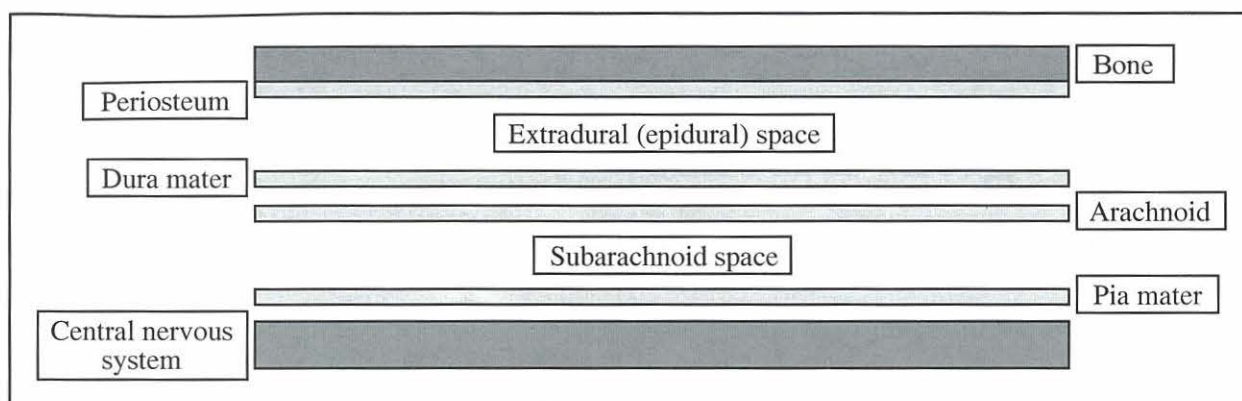 Bone
Periosteum
Extradural (epidural) space
Dura mater
Arachnoid
Subarachnoid space
Pia mater
Central nervous
system